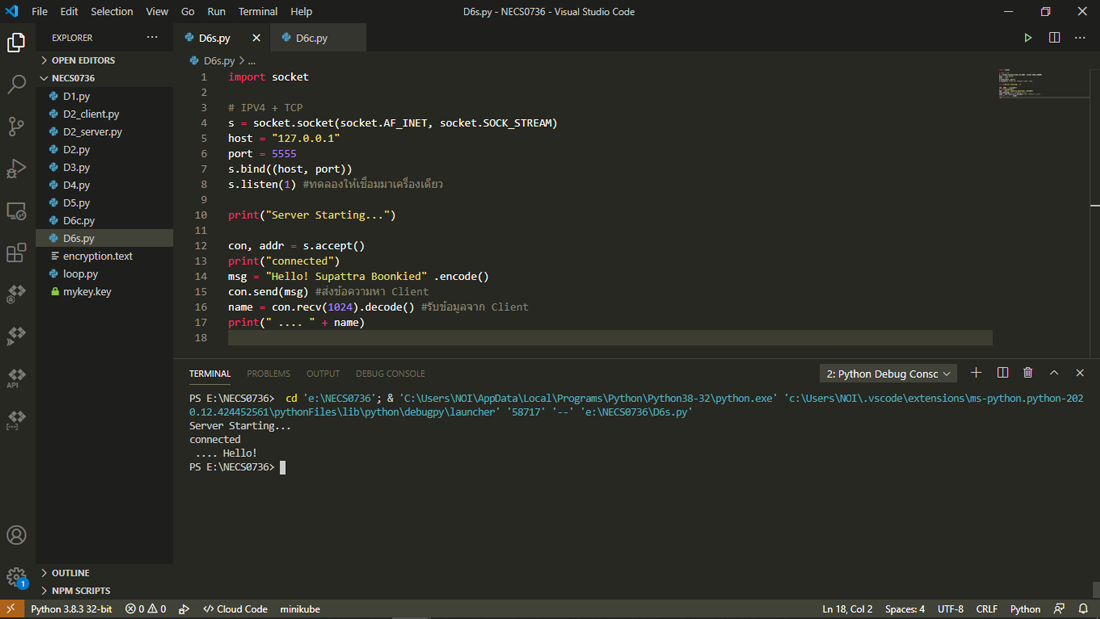 File Edit Selection View Go Run Terminal Help
D6s.py - NECS0736 - Visual Studio Code
EXPLORER
OPEN EDITORS
NECS0736
D1.py
D2_client.py
D2_server.py
D2.py
D3.py
D4.py
D5.py
D6c.py
D6s.py
encryption.text
loop.py
mykey.key
OUTLINE
NPM SCRIPTS
D6s.py D6c.py
D6s.py > ...
1 import socket
2
3 # IPV4 + TCP
4 s = socket.socket(socket.AF_INET, socket.SOCK_STREAM)
5 host = "127.0.0.1"
6 port = 5555
7 s.bind((host, port))
8 s.listen(1) #ทดลองให้เชื่อมมาเครื่องเดียว
9
10 print("Server Starting...")
11
12 con, addr = s.accept()
13 print("connected")
14 msg = "Hello! Supattra Boonkied" .encode()
15 con.send(msg) #ส่งข้อความหา Client
16 name = con.recv(1024).decode() #รับข้อมูลจาก Client
17 print(" .... " + name)
18
TERMINAL PROBLEMS OUTPUT DEBUG CONSOLE
2: Python Debug Consc
PS E:\NECS0736> cd 'e:\NECS0736'; & 'C:\Users\NOI\AppData\Local\Programs\Python\Python38-32\python.exe' 'c:\Users\NOI\.vscode\extensions\ms-python.python-202
0.12.424452561\pythonFiles\lib\python\debugpy\launcher' '58717' '--' 'e:\NECS0736\D6s.py'
Server Starting...
connected
.... Hello!
PS E:\NECS0736>
API
1
Python 3.8.3 32-bit 0 0 Cloud Code minikube
Ln 18, Col 2 Spaces: 4 UTF-8 CRLF Python